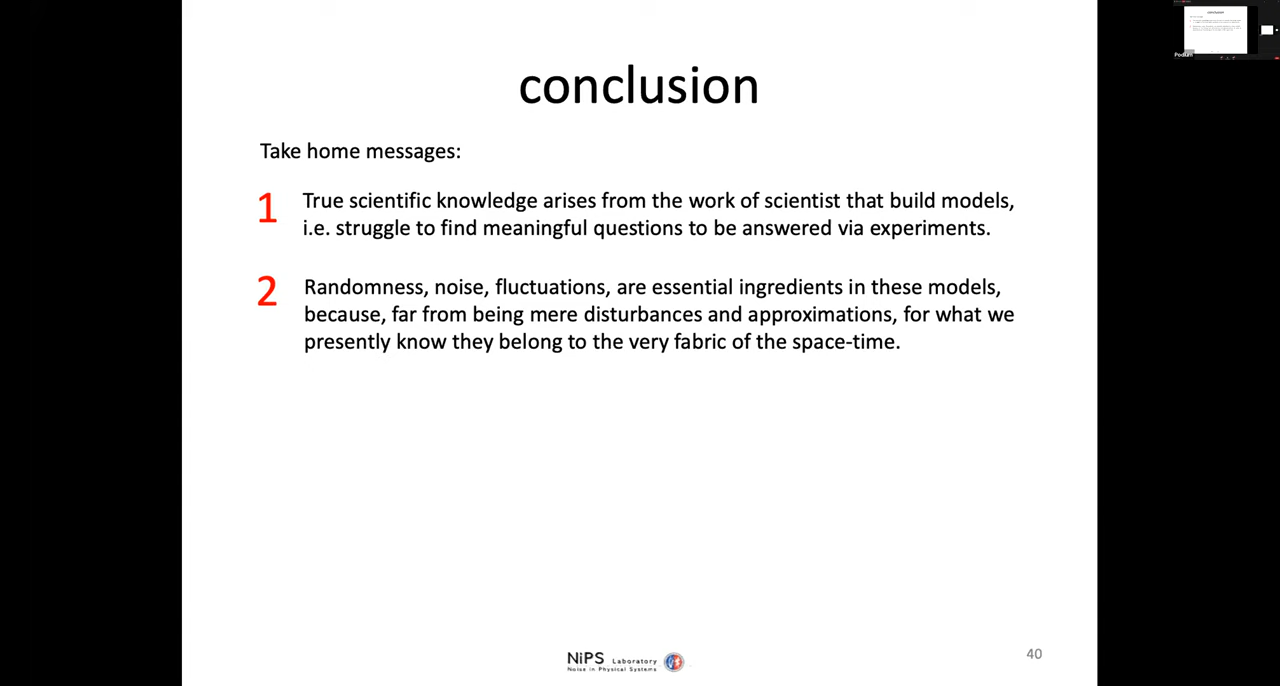 conclusion
Take home messages:
1 True scientific knowledge arises from the work of scientist that build models,
i.e. struggle to find meaningful questions to be answered via experiments.
2 Randomness, noise, fluctuations, are essential ingredients in these models,
because, far from being mere disturbances and approximations, for what we
presently know they belong to the very fabric of the space-time.
NiPS Laboratory
Noise in Physical Systems
40
Podium
conclusion